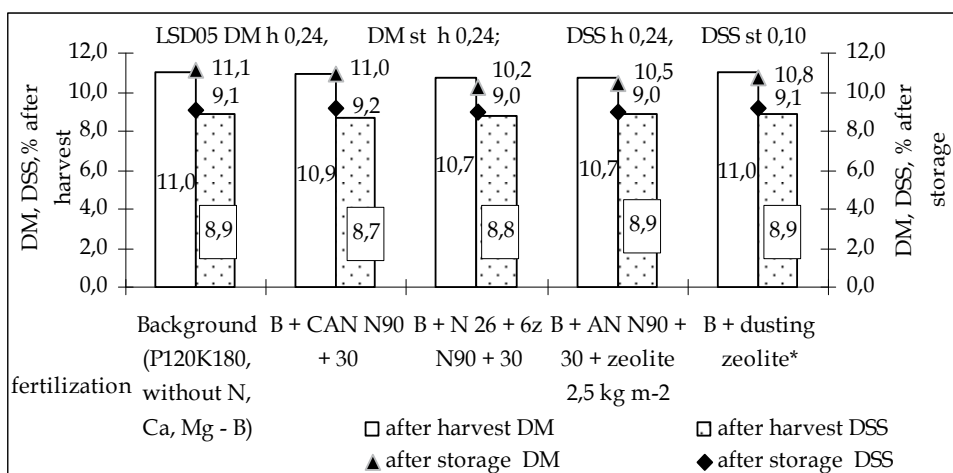 LSD05 DM h 0,24, DM st h 0,24; DSS h 0,24, DSS st 0,10
DM, DSS, % after harvest
12,0
10,0
8,0
6,0
4,0
2,0
0,0
11,1
9,1
11,0
8,9
11,0
9,2
10,9
8,7
10,2
9,0
10,7
8,8
10,5
9,0
10,7
8,9
10,8
9,1
11,0
8,9
12,0
10,0
8,0
6,0
4,0
2,0
0,0
DM, DSS, % after storage
fertilization
Background
(P120K180,
without N,
Ca, Mg - B)
B + CAN N90
+ 30
B + N 26 + 6z
N90 + 30
B + AN N90 +
30 + zeolite
2,5 kg m-2
B + dusting
zeolite*
after harvest DM
after harvest DSS
after storage DM
after storage DSS